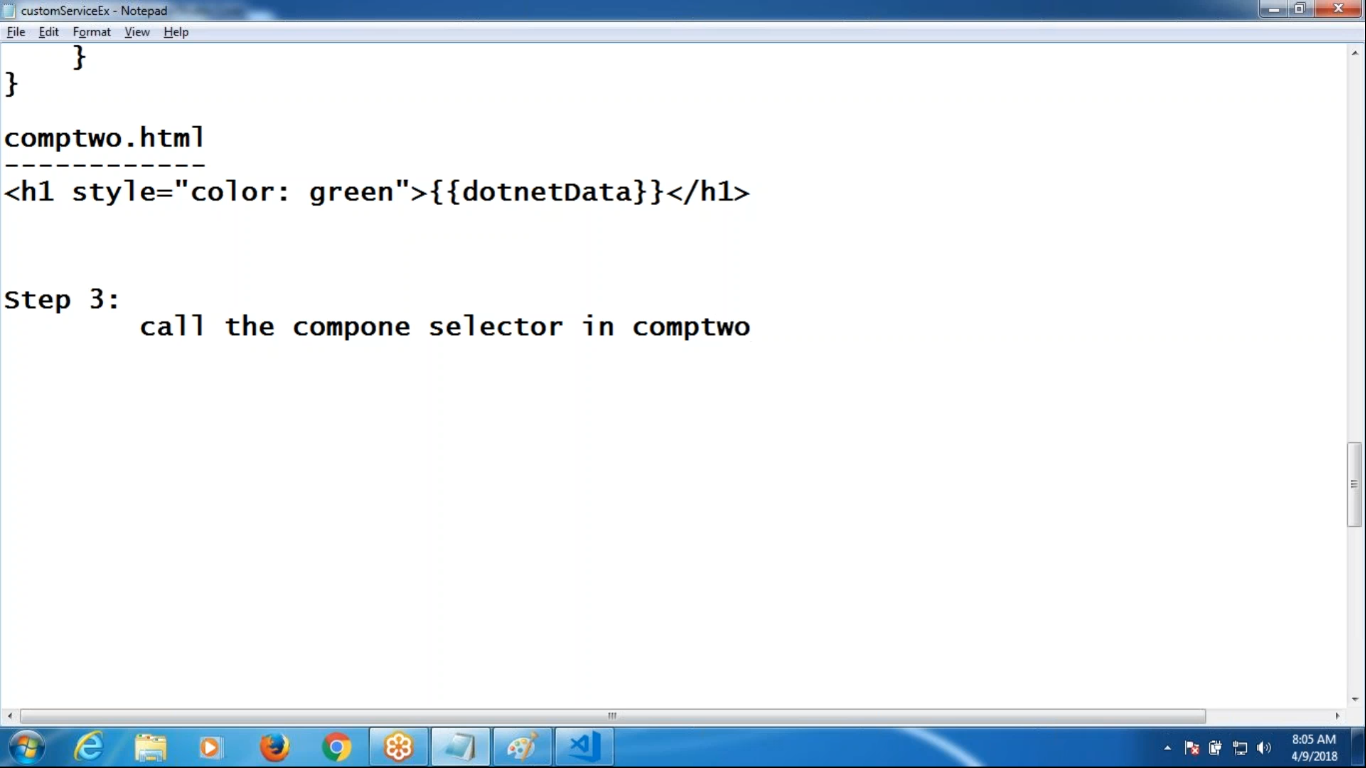 customServiceEx - Notepad
File Edit Format View Help
}
}
comptwo.html
------------
<h1 style="color: green">{{dotnetData}}</h1>
Step 3:
call the compone selector in comptwo
8:05 AM
4/9/2018